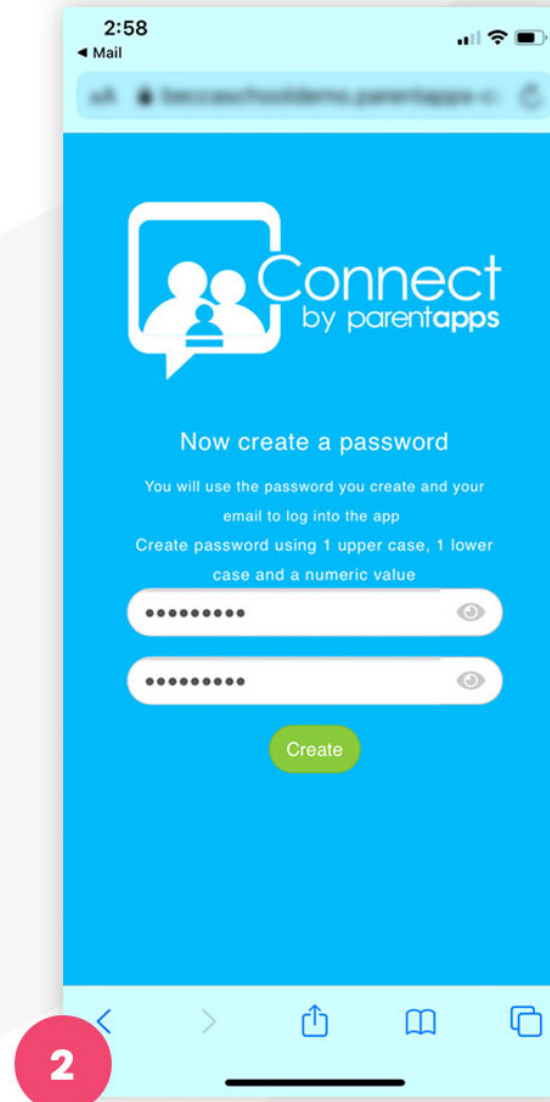 2:58
◀ Mail
Connect
by parentapps
Now create a password
You will use the password you create and your
email to log into the app
Create password using 1 upper case, 1 lower
case and a numeric value
•••••••••
•••••••••
Create
2